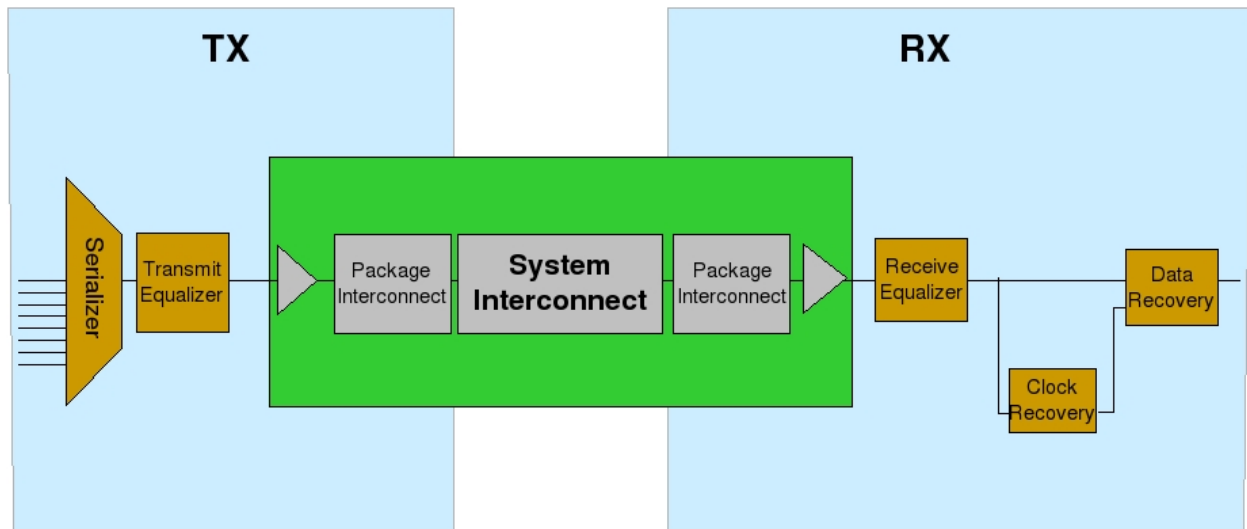 TX
RX
Serializer
Transmit
Equalizer
Package
Interconnect
System
Interconnect
Package
Interconnect
Receive
Equalizer
Data
Recovery
Clock
Recovery